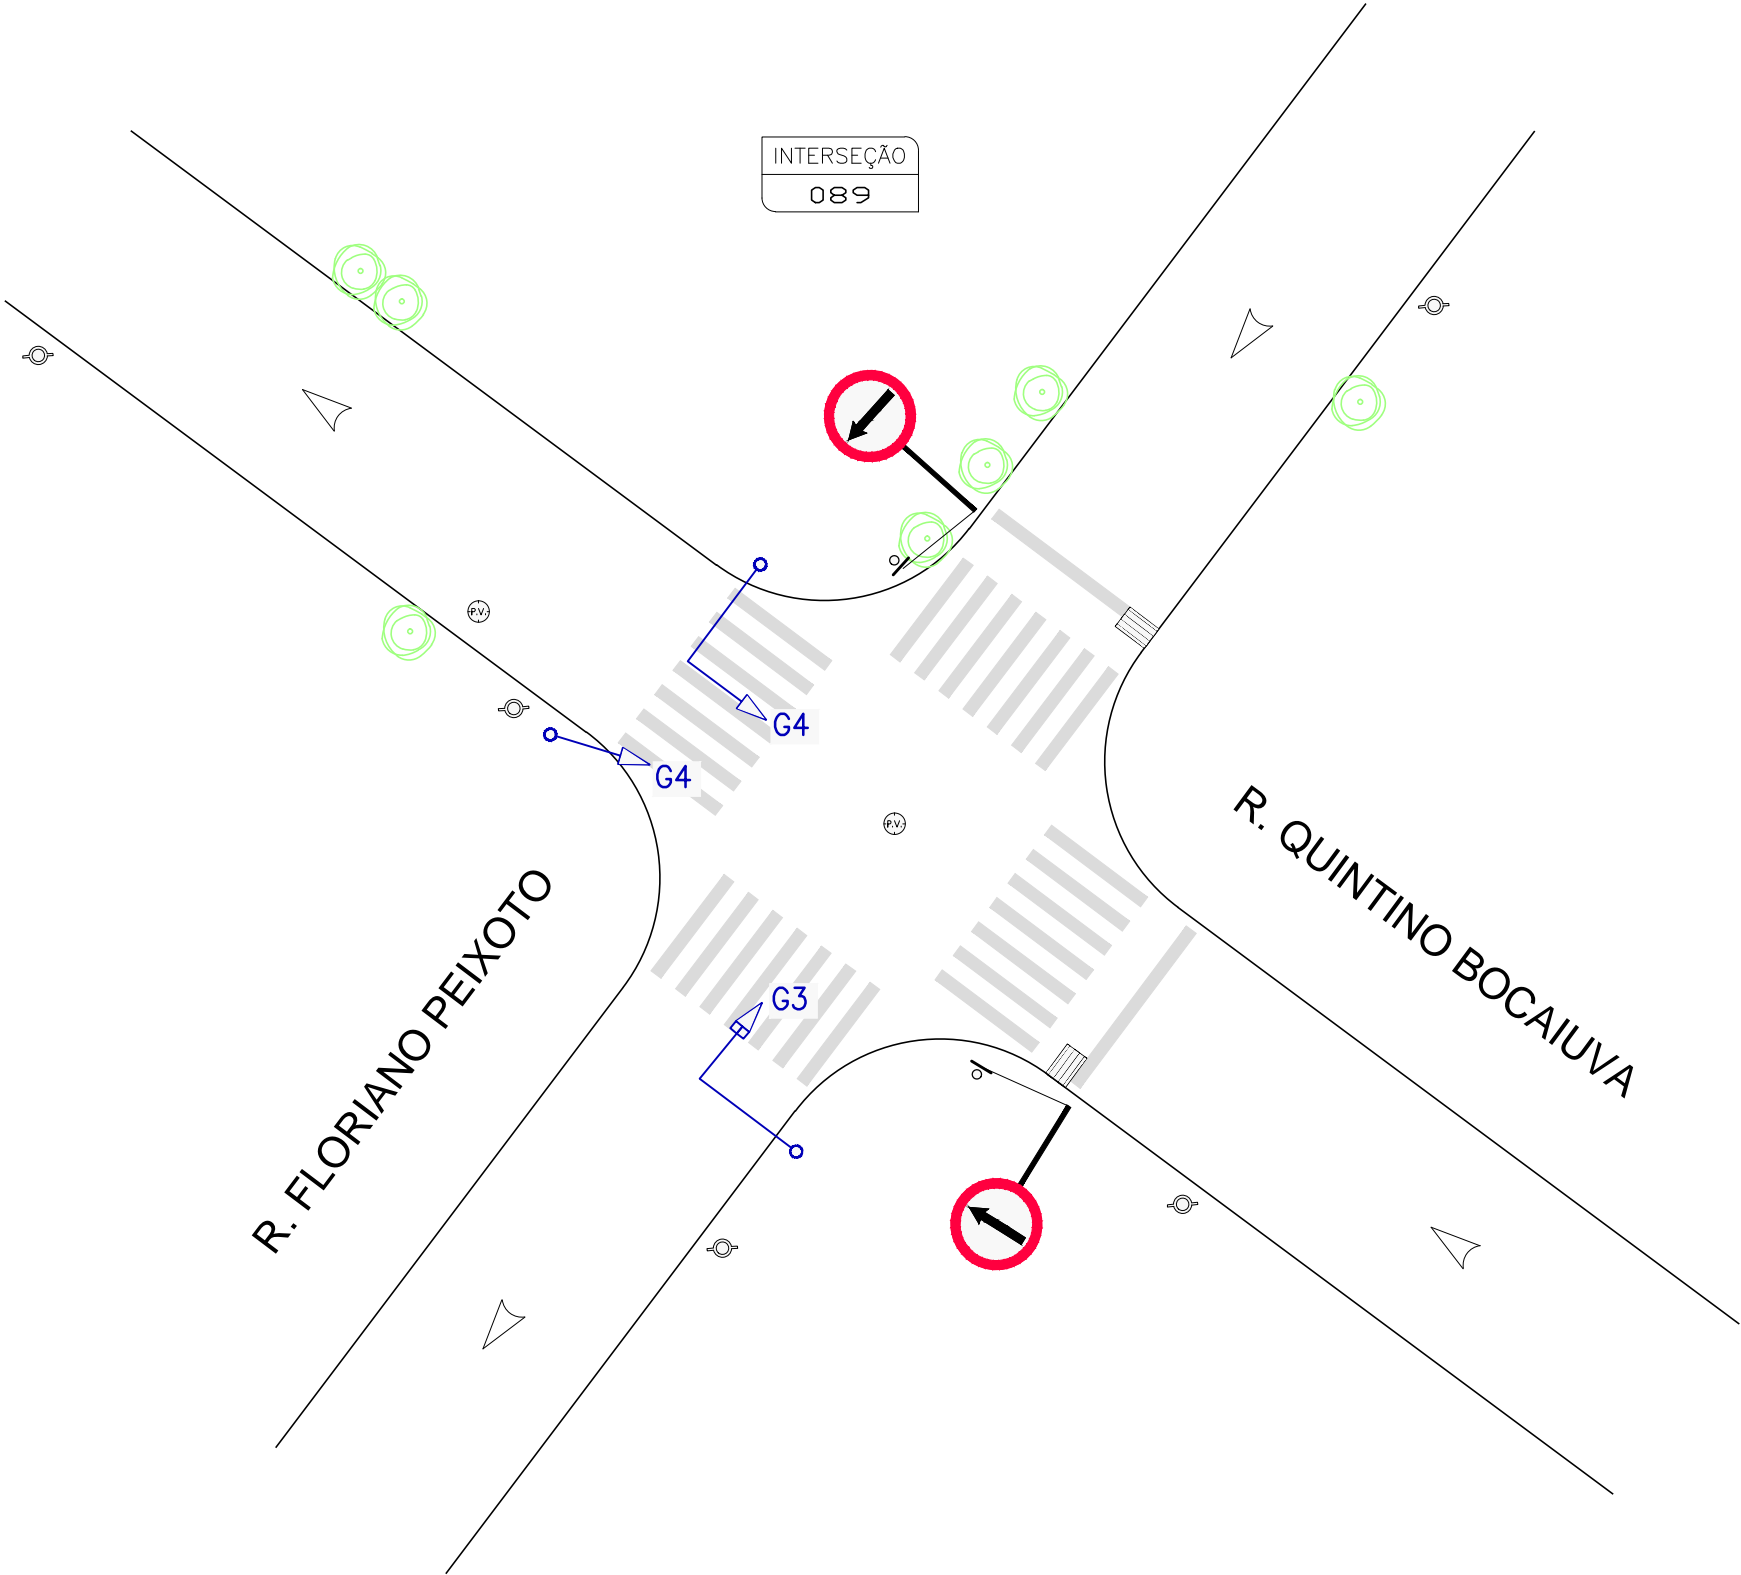 INTERSEÇÃO
089
P.V.
G4
G4
P.V.
R. QUINTINO BOCAIUVA
R. FLORIANO PEIXOTO
G3